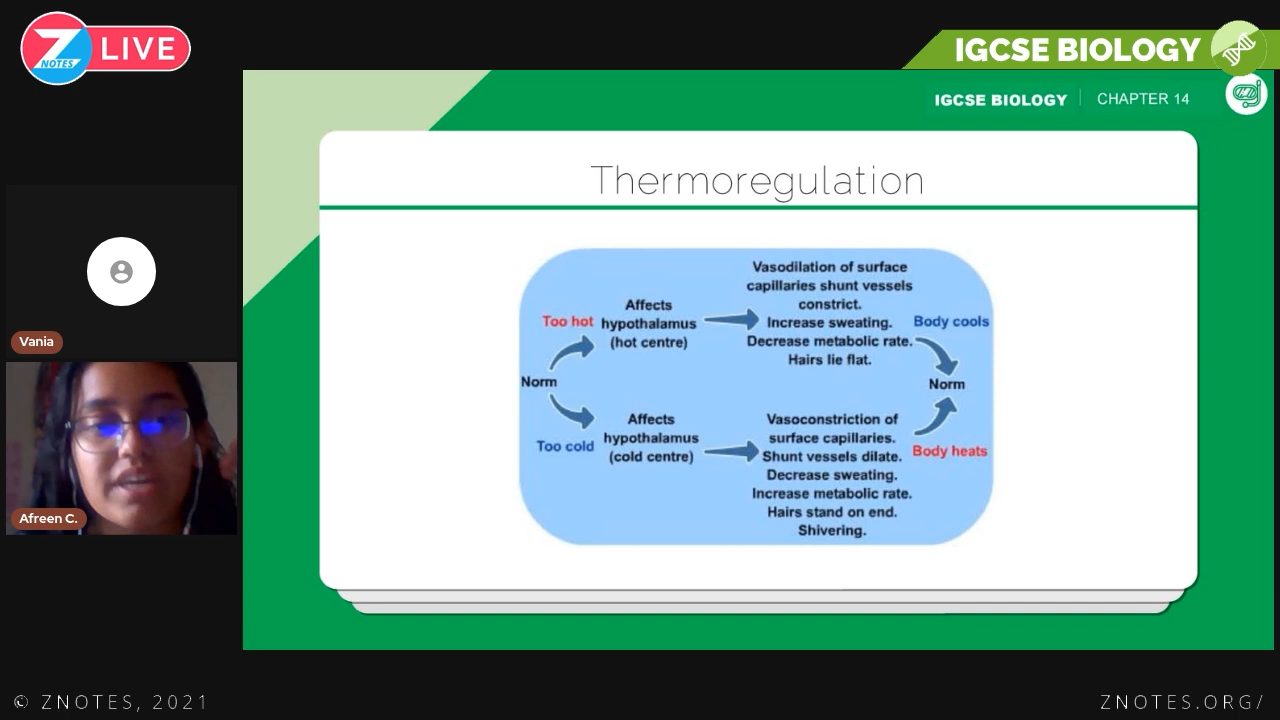 Z
NOTES
LIVE
IGCSE BIOLOGY
IGCSE BIOLOGY
CHAPTER 14
Thermoregulation
Vania
Afreen C.
Norm
Too hot
Affects
hypothalamus
(hot centre)
Vasodilation of surface
capillaries shunt vessels
constrict.
Increase sweating.
Decrease metabolic rate.
Hairs lie flat.
Body cools
Norm
Too cold
Affects
hypothalamus
(cold centre)
Vasoconstriction of
surface capillaries.
Shunt vessels dilate.
Decrease sweating.
Increase metabolic rate.
Hairs stand on end.
Shivering.
Body heats
© ZNOTES, 2021
ZNOTES.ORG/